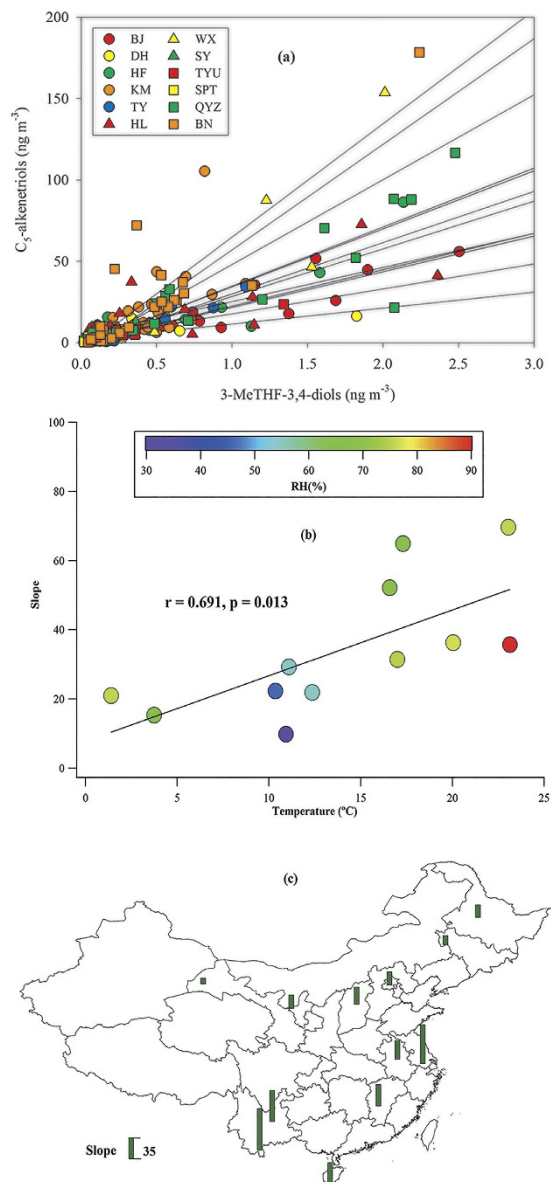 (a)
BJ WX
DH SY
HF TYU
KM SPT
TY QYZ
HL BN
C5-alkenetriols (ng m⁻³)
200
150
100
50
0
0.0 0.5 1.0 1.5 2.0 2.5 3.0
3-MeTHF-3,4-diols (ng m⁻³)
100
80
60
40
20
0
Slope
30 40 50 60 70 80 90
RH(%)
(b)
r = 0.691, p = 0.013
0 5 10 15 20 25
Temperature (ºC)
(c)
Slope 35